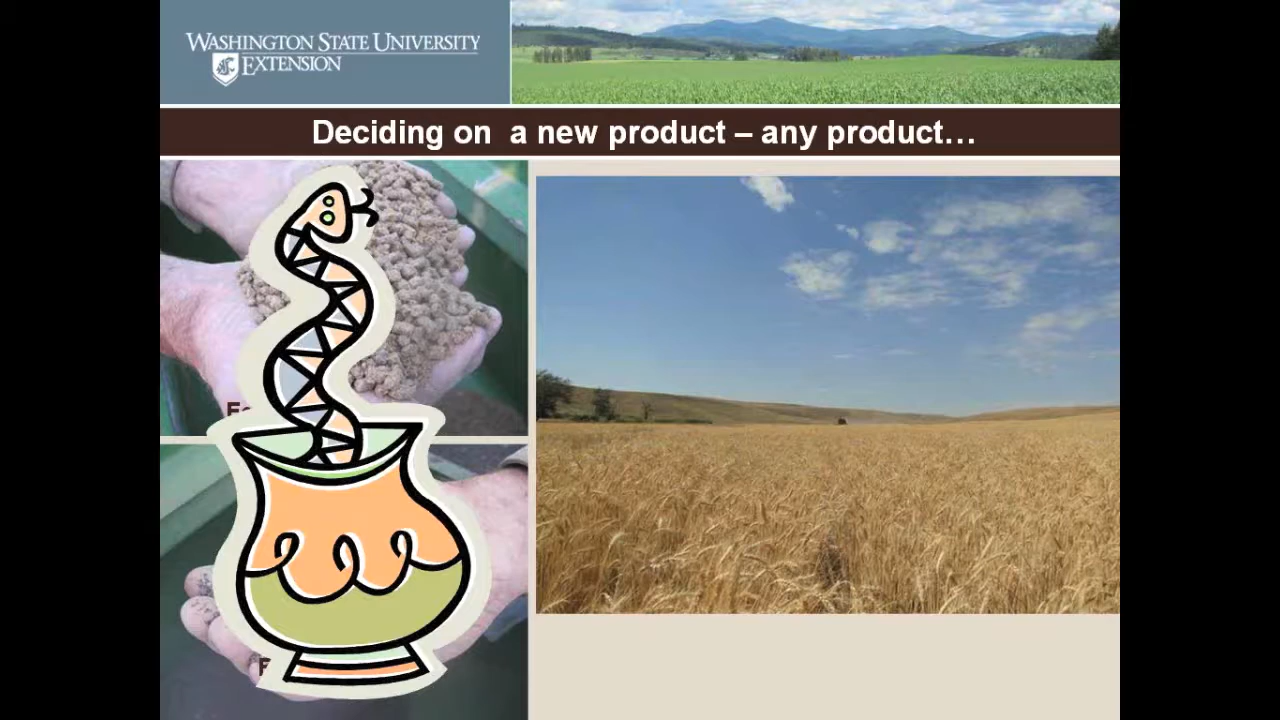 WASHINGTON STATE UNIVERSITY
EXTENSION
Deciding on a new product – any product…